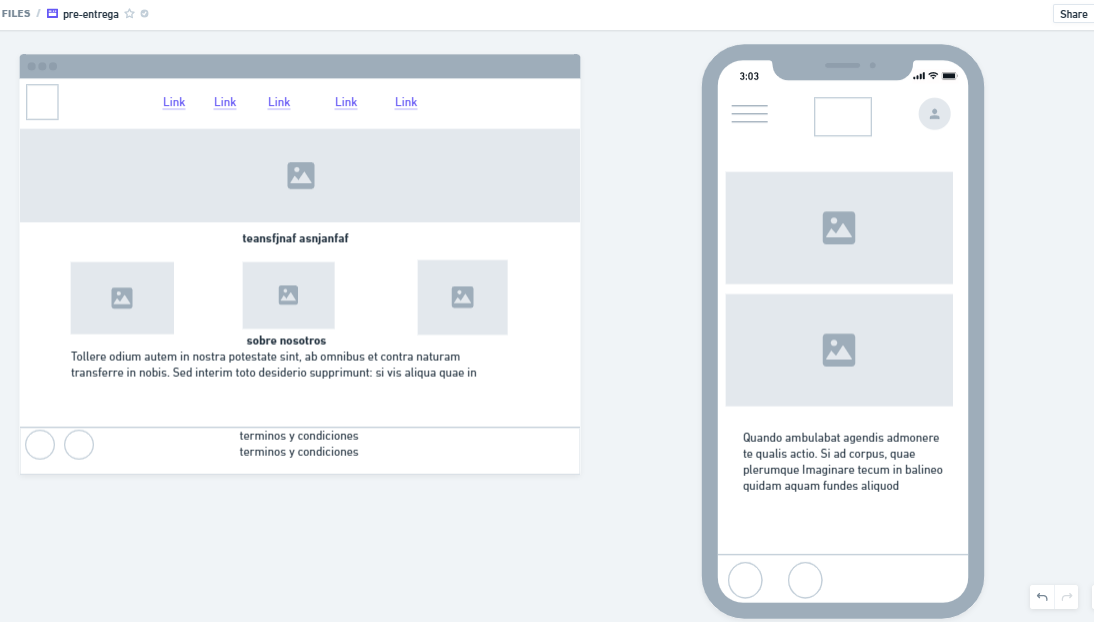 FILES / pre-entrega
Share
Link Link Link Link Link
teansfjnaf asnjanfaf
sobre nosotros
Tollere odium autem in nostra potestate sint, ab omnibus et contra naturam
transferre in nobis. Sed interim toto desiderio supprimunt: si vis aliqua quae in
terminos y condiciones
terminos y condiciones
3:03
Quando ambulabat agendis admonere
te qualis actio. Si ad corpus, quae
plerumque Imaginare tecum in balineo
quidam aquam fundes aliquod